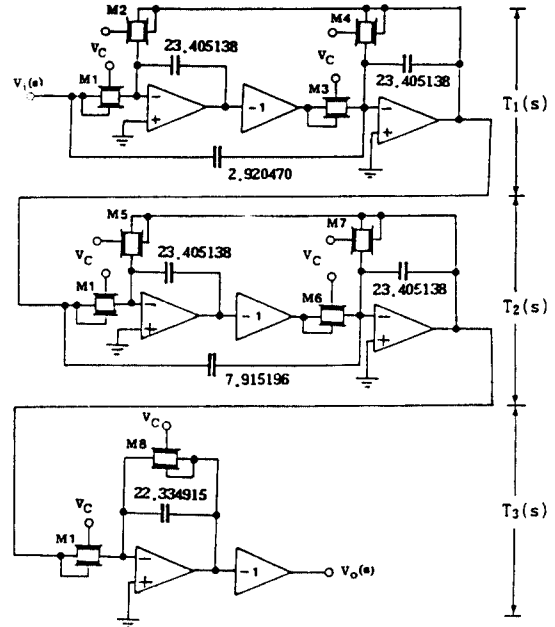 M2
M4
V_C
23.405138
V_C
23.405138
V_i(s)
M1
M3
−
−1
−
T_1(s)
+
+
2.920470
M5
M7
V_C
23.405138
V_C
23.405138
M1
M6
−
−1
−
T_2(s)
+
+
7.915196
V_C
M8
V_C
22.334915
T_3(s)
M1
−
−1
V_o(s)
+